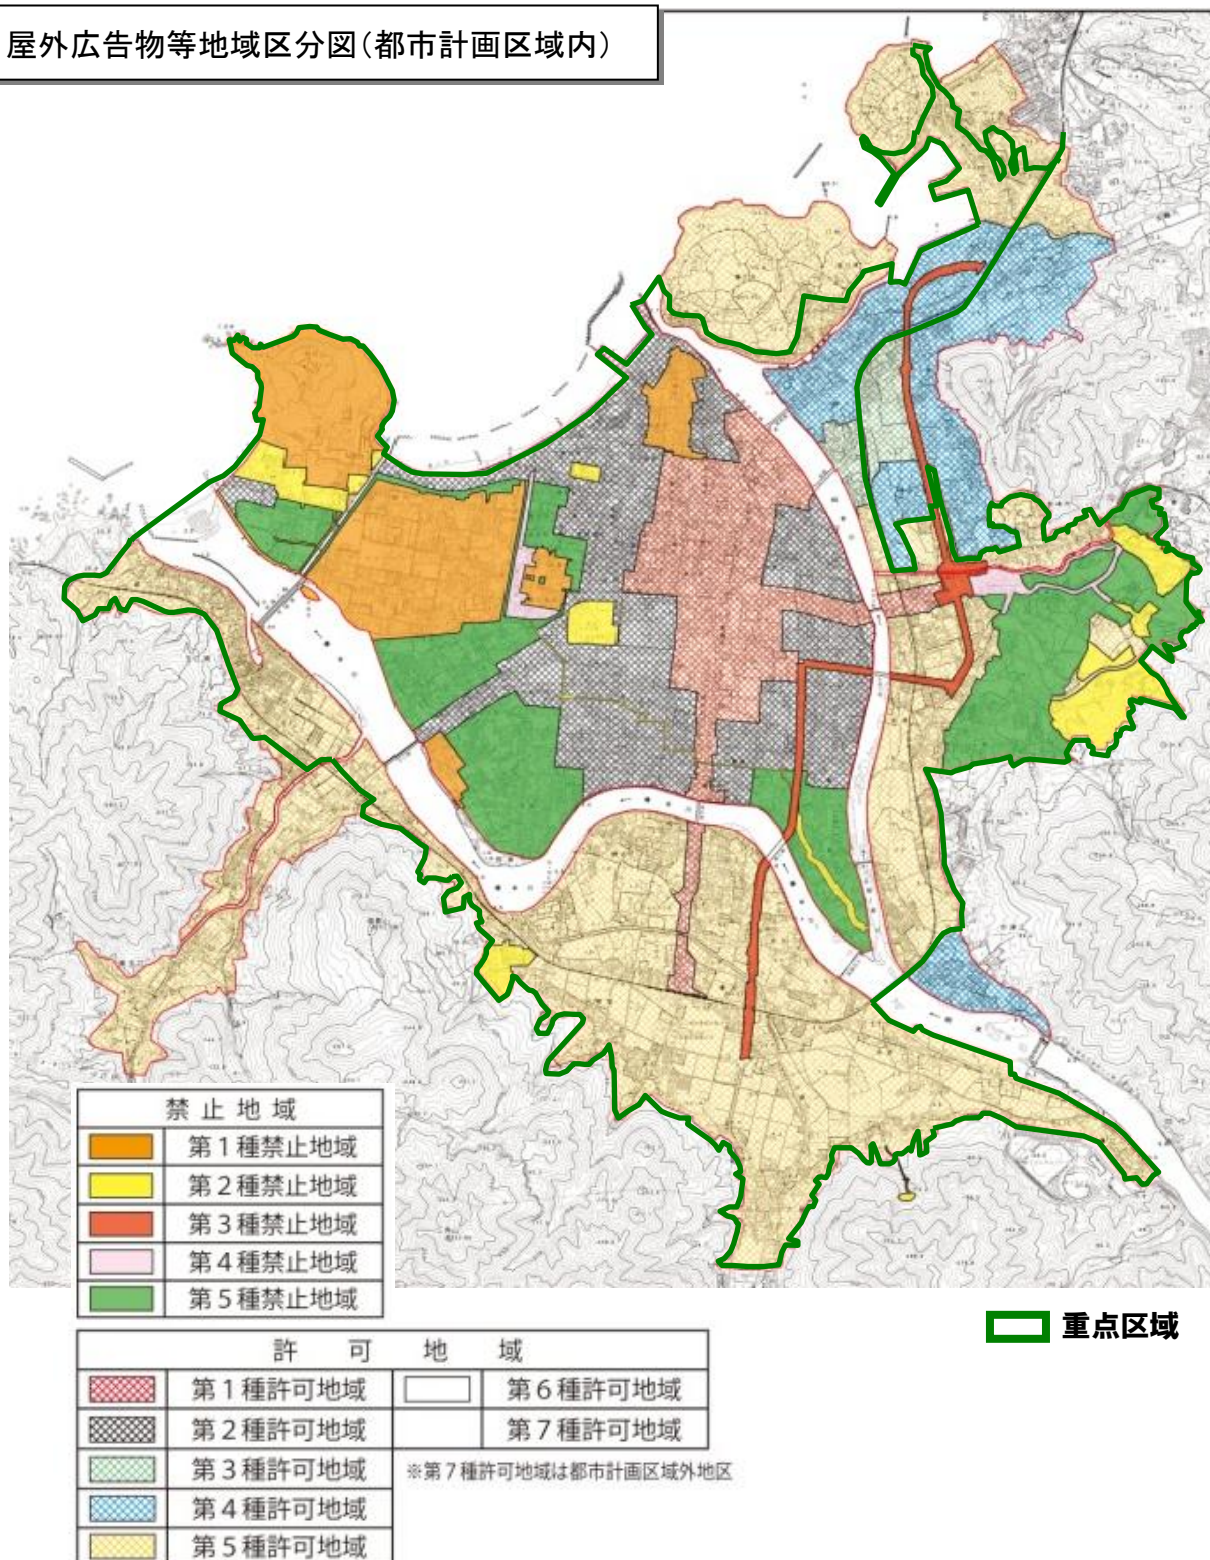 屋外広告物等地域区分図(都市計画区域内)
禁止地域
第1種禁止地域
第2種禁止地域
第3種禁止地域
第4種禁止地域
第5種禁止地域
重点区域
許可地域
第1種許可地域 第6種許可地域
第2種許可地域 第7種許可地域
第3種許可地域 ※第7種許可地域は都市計画区域外地区
第4種許可地域
第5種許可地域